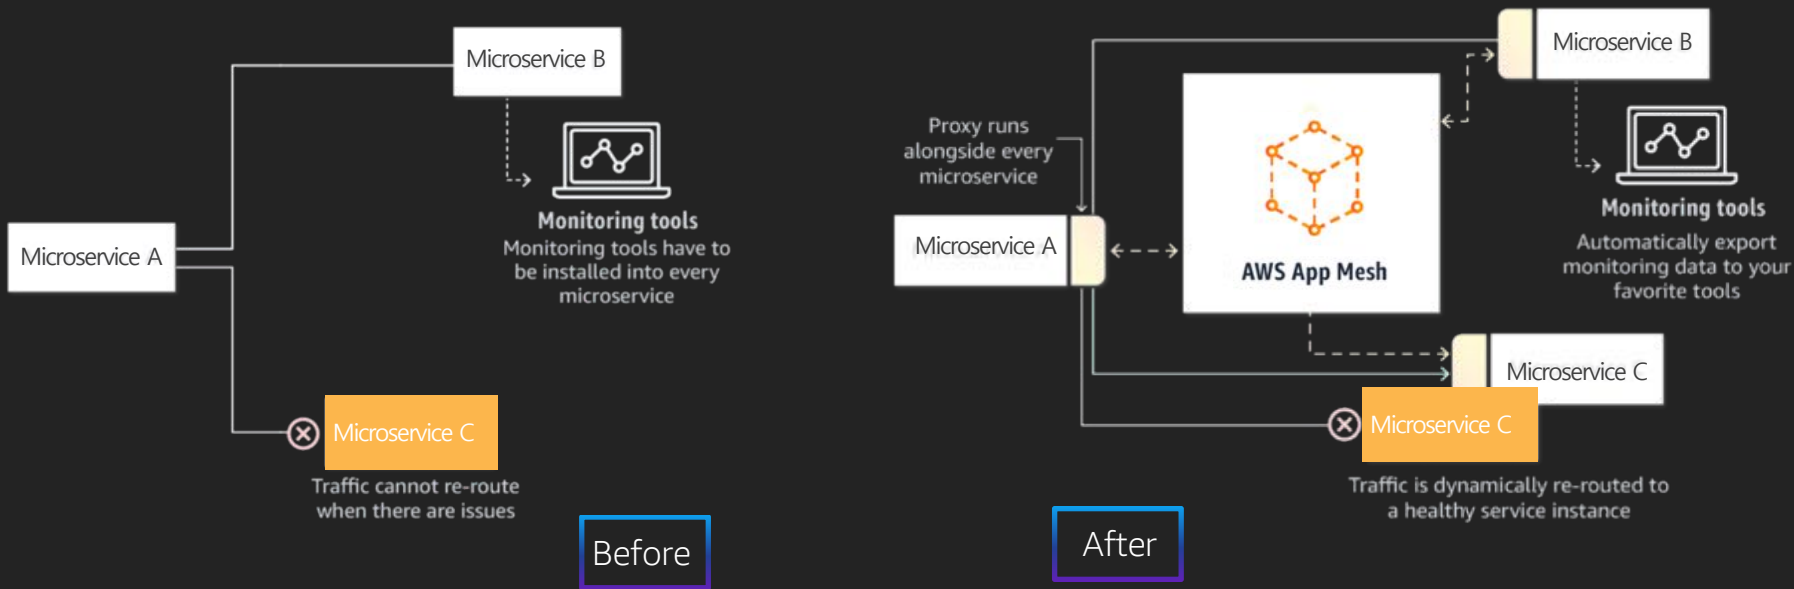 Microservice B
Monitoring tools
Monitoring tools have to
be installed into every
microservice
Microservice A
Microservice C
Traffic cannot re-route
when there are issues
Before
Microservice B
Proxy runs
alongside every
microservice
Monitoring tools
Automatically export
monitoring data to your
favorite tools
Microservice A
AWS App Mesh
Microservice C
Microservice C
Traffic is dynamically re-routed to
a healthy service instance
After